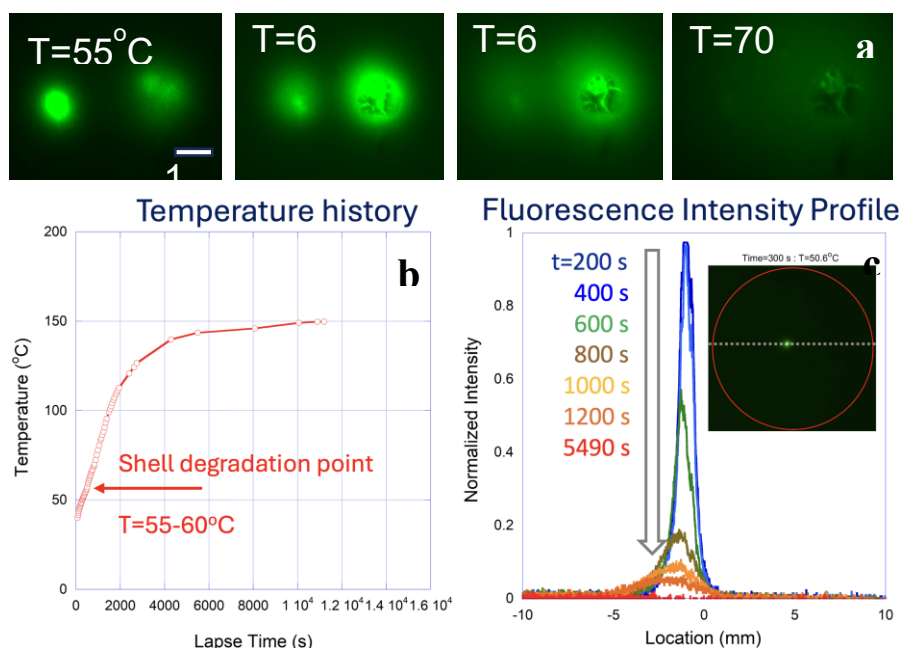 T=55°C
T=6
T=6
T=70
a
1
Temperature history
200
150
100
50
0
Temperature (°C)
b
Shell degradation point
T=55-60°C
0
2000
4000
6000
8000
1 10⁴
1.2 10⁴
1.4 10⁴
1.6 10⁴
Lapse Time (s)
Fluorescence Intensity Profile
1
0.8
0.6
0.4
0.2
0
Normalized Intensity
t=200 s
400 s
600 s
800 s
1000 s
1200 s
5490 s
c
Time=300 s : T=50.6°C
-10
-5
0
5
10
Location (mm)